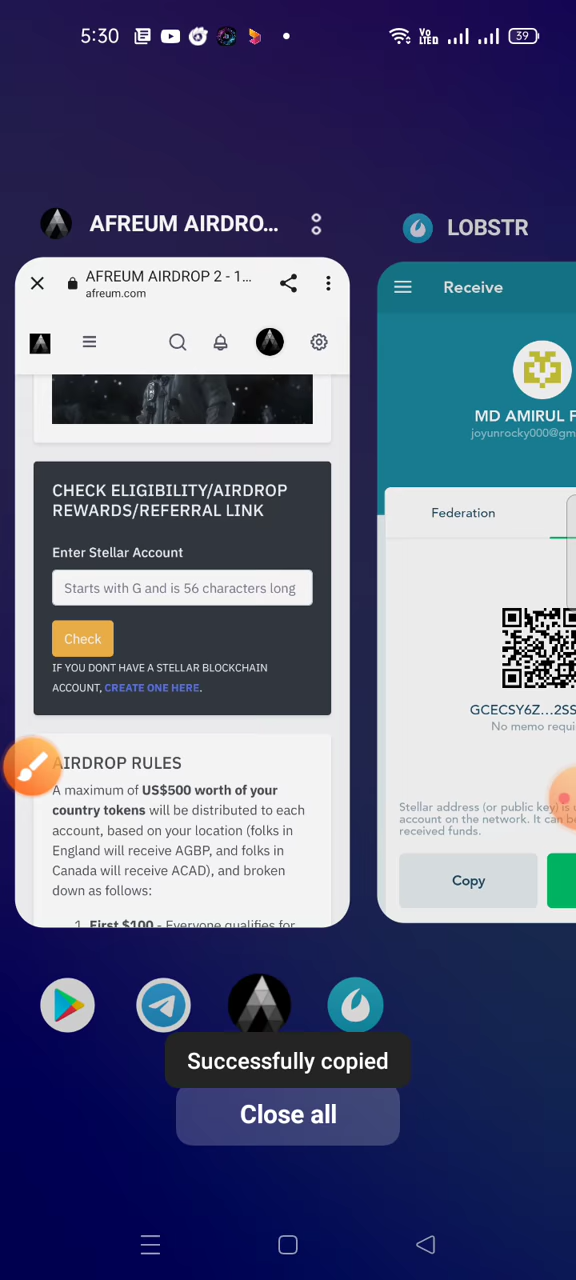 5:30
Vo LTED
39
AFREUM AIRDRO...
LOBSTR
AFREUM AIRDROP 2 - 1...
afreum.com
Receive
MD AMIRUL F
joyunrocky000@gm
CHECK ELIGIBILITY/AIRDROP
REWARDS/REFERRAL LINK
Federation
Enter Stellar Account
Starts with G and is 56 characters long
Check
IF YOU DONT HAVE A STELLAR BLOCKCHAIN
ACCOUNT, CREATE ONE HERE.
GCECSY6Z...2SS
No memo requi
AIRDROP RULES
A maximum of US$500 worth of your
country tokens will be distributed to each
account, based on your location (folks in
England will receive AGBP, and folks in
Canada will receive ACAD), and broken
down as follows:
1. First $100 - Everyone qualifies for
Stellar address (or public key) is u
account on the network. It can b
received funds.
Copy
Successfully copied
Close all